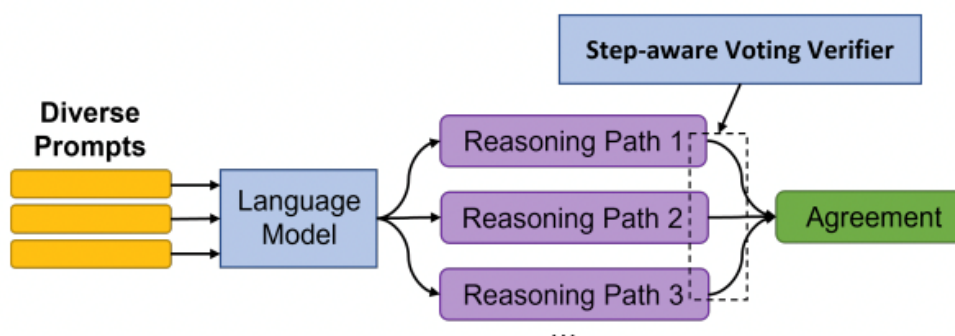 Step-aware Voting Verifier
Diverse
Prompts
Language
Model
Reasoning Path 1
Reasoning Path 2
Reasoning Path 3
...
Agreement